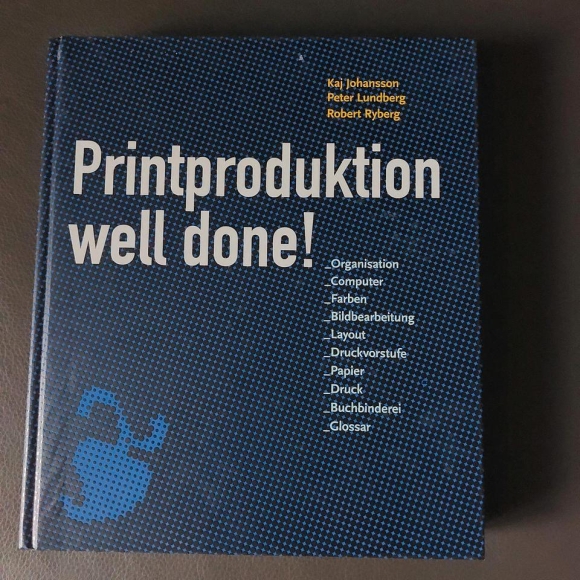 Kaj Johansson
Peter Lundberg
Robert Ryberg
Printproduktion
well done!
_Organisation
_Computer
_Farben
_Bildbearbeitung
_Layout
_Druckvorstufe
_Papier
_Druck
_Buchbinderei
_Glossar